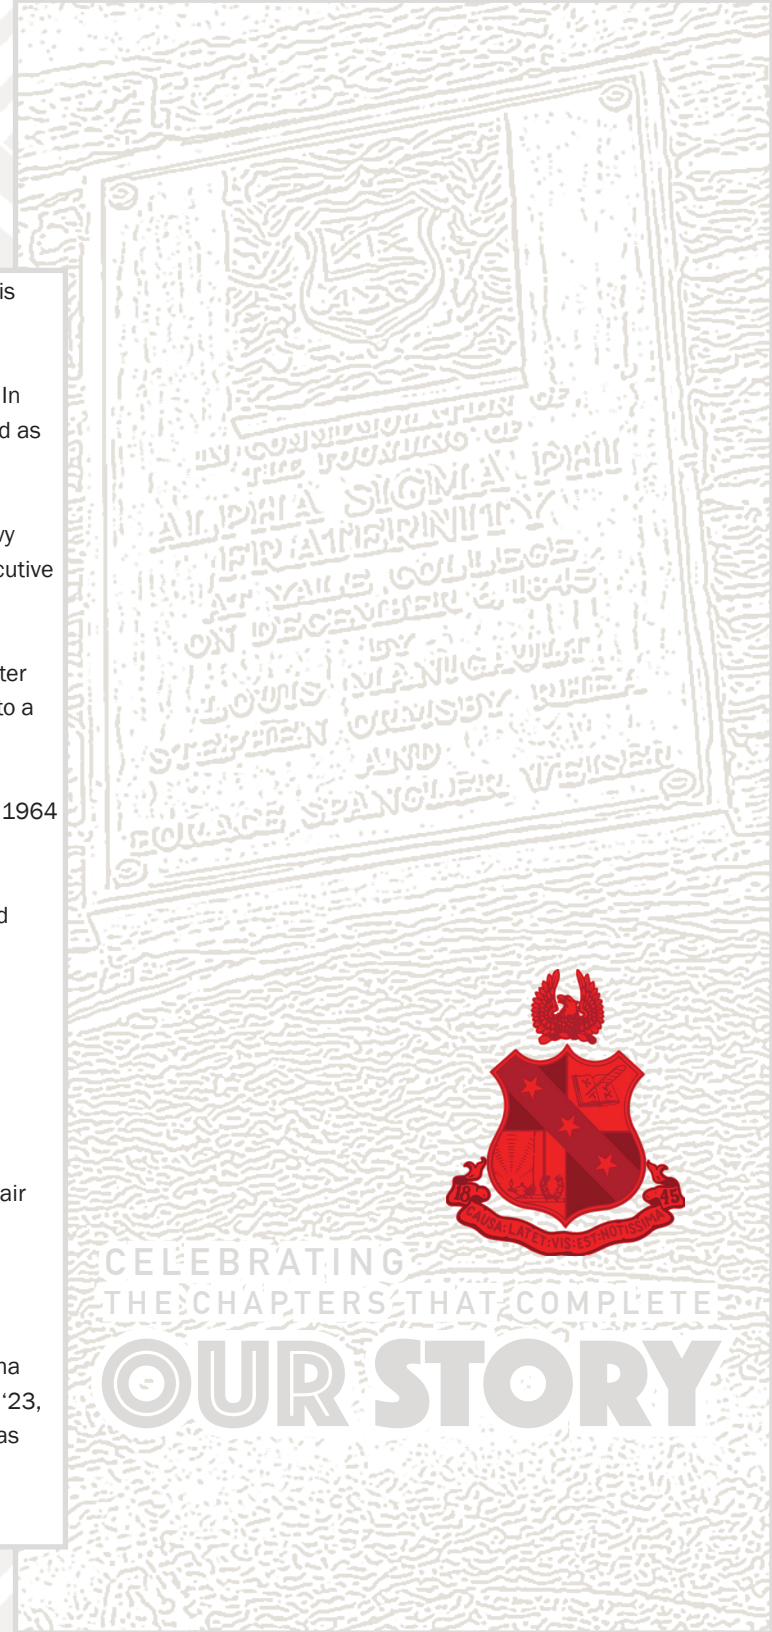 is
In
d as
vy
cutive
ter
to a
1964
d
air
na
‘23,
as
IN COMMEMORATION OF
THE FOUNDING OF
ALPHA SIGMA PHI
FRATERNITY
AT YALE COLLEGE
ON DECEMBER 6, 1845
BY
LOUIS MANIGAULT
STEPHEN ORMSBY RHEA
AND
HORACE SPANGLER WEISER
18 45
CAUSA:LATET:VIS:EST:NOTISSIMA
CELEBRATING
THE CHAPTERS THAT COMPLETE
OUR STORY